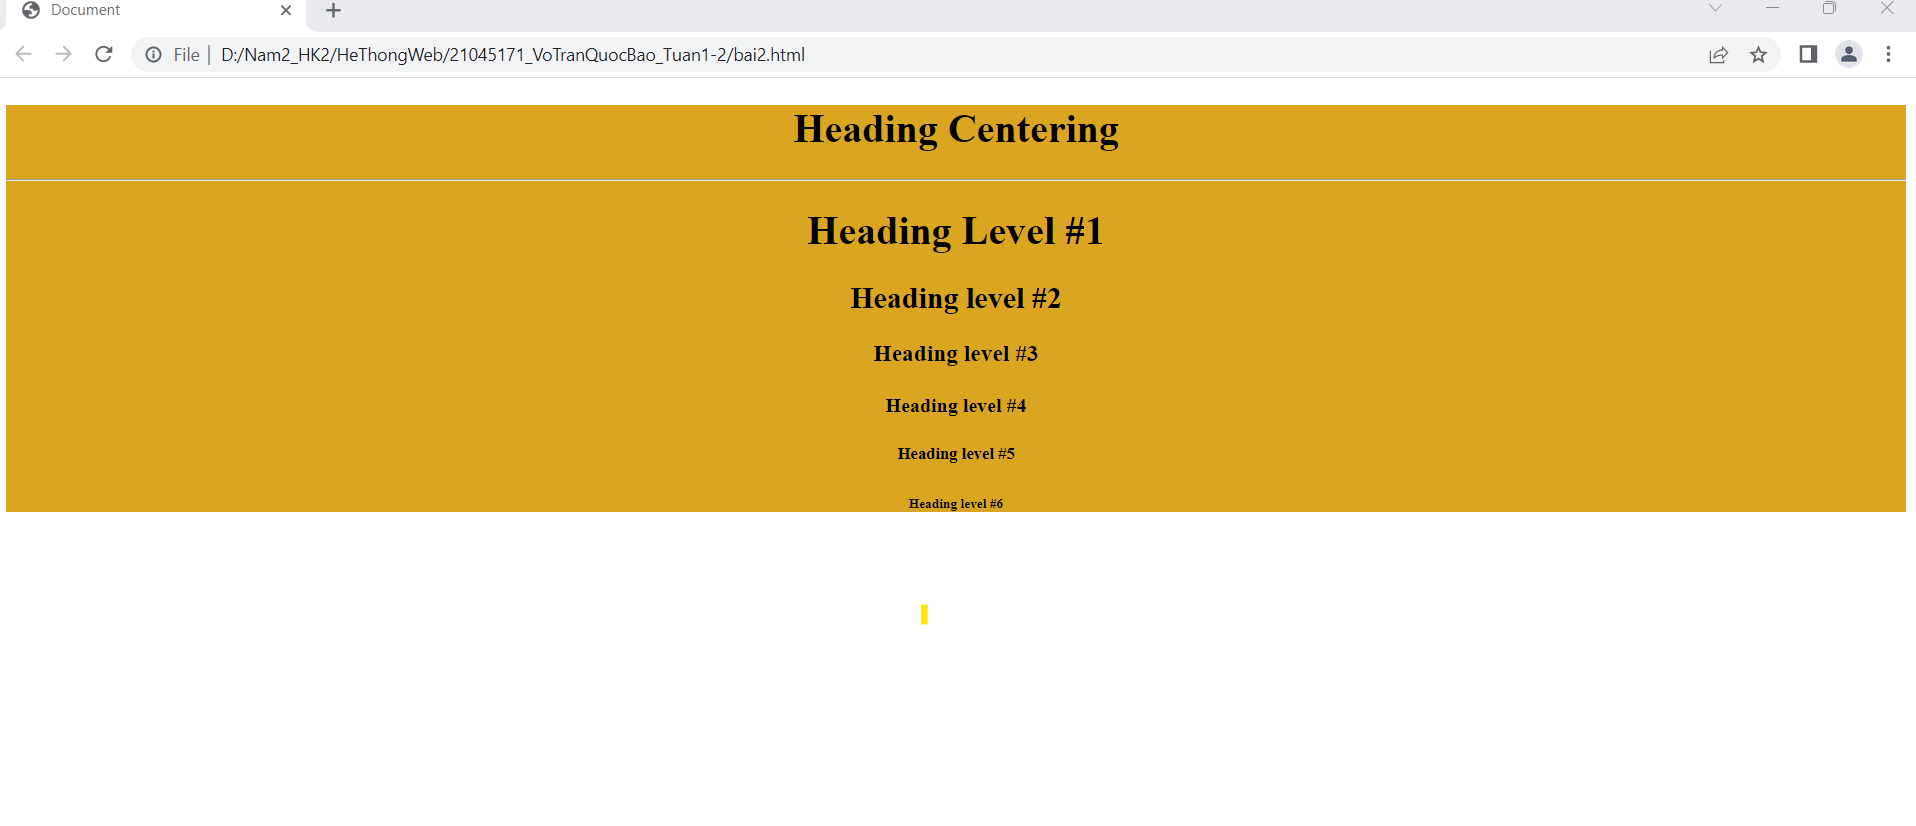 Document
File
D:/Nam2_HK2/HeThongWeb/21045171_VoTranQuocBao_Tuan1-2/bai2.html
Heading Centering
Heading Level #1
Heading level #2
Heading level #3
Heading level #4
Heading level #5
Heading level #6